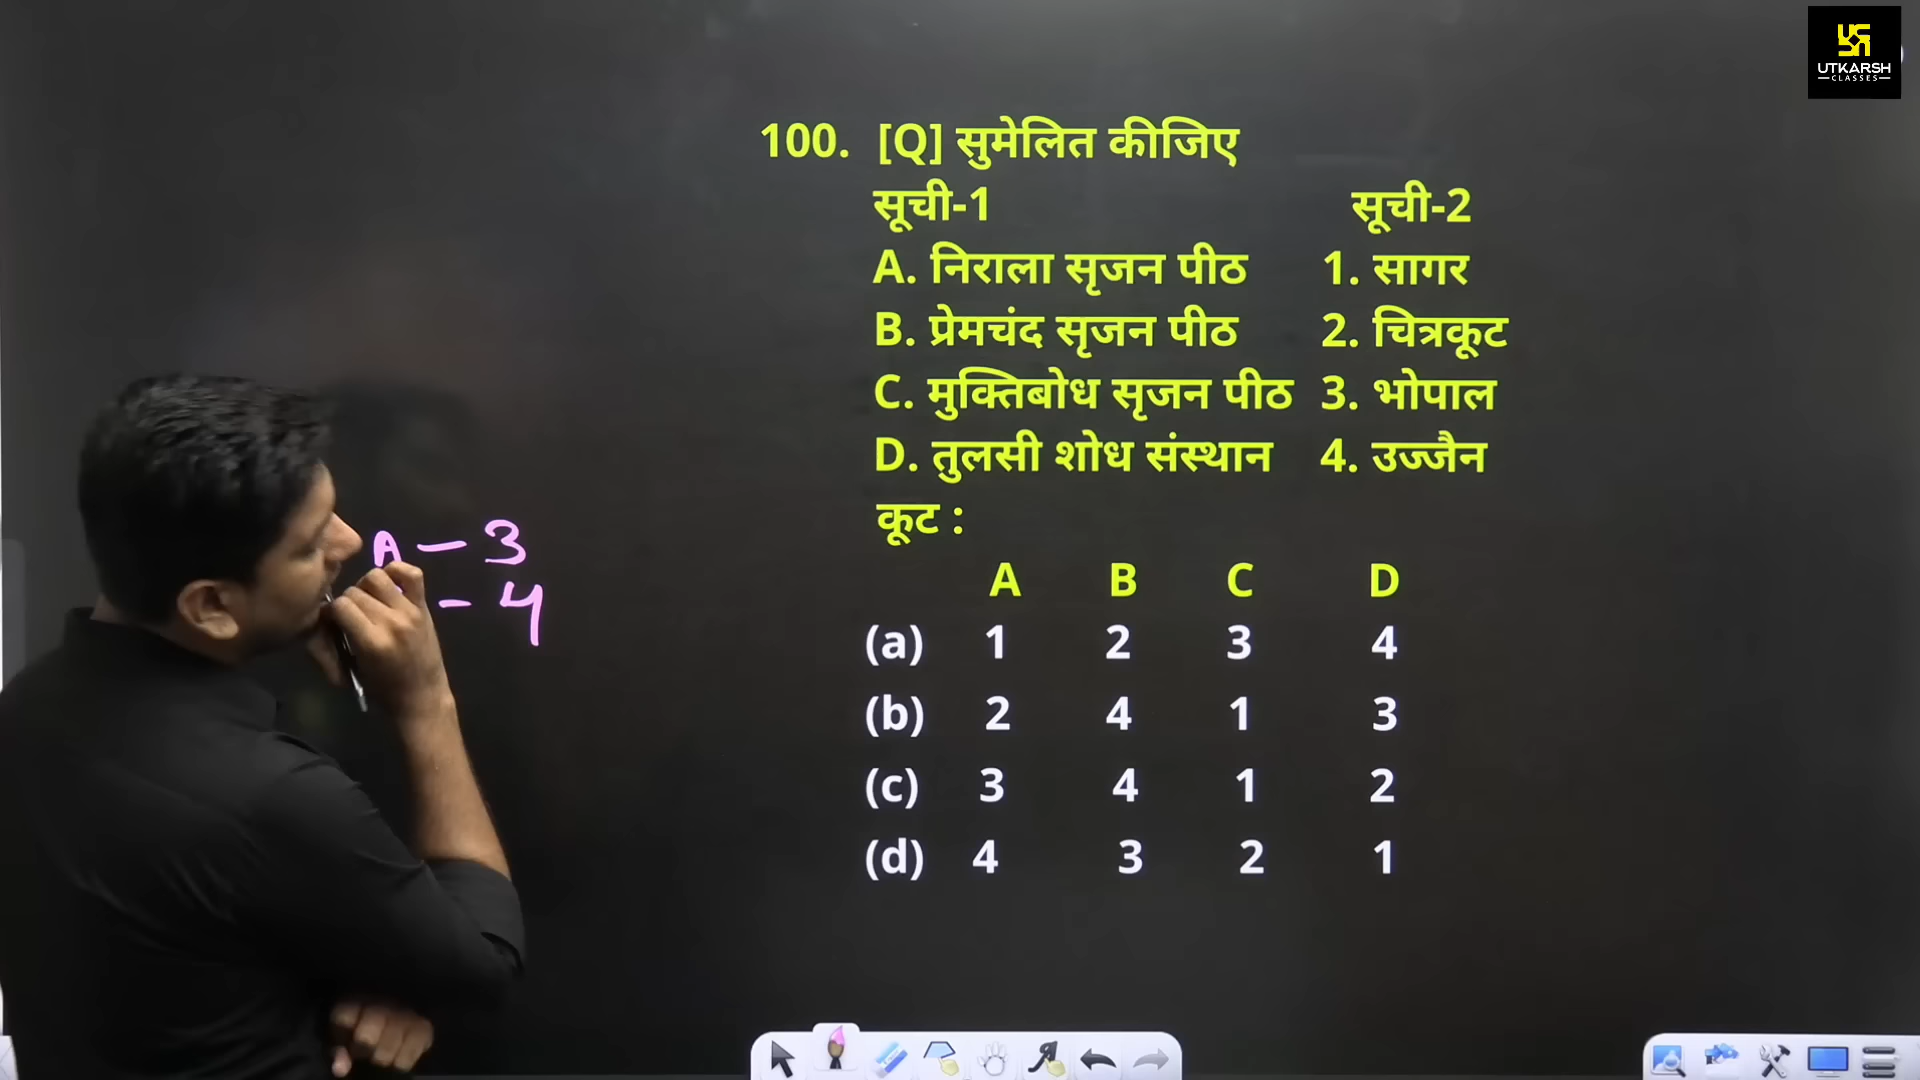 UTKARSH
CLASSES
100. [Q] सुमेलित कीजिए
सूची-1 सूची-2
A. निराला सृजन पीठ 1. सागर
B. प्रेमचंद सृजन पीठ 2. चित्रकूट
C. मुक्तिबोध सृजन पीठ 3. भोपाल
D. तुलसी शोध संस्थान 4. उज्जैन
कूट :
A B C D
(a) 1 2 3 4
(b) 2 4 1 3
(c) 3 4 1 2
(d) 4 3 2 1
A – 3
- 4